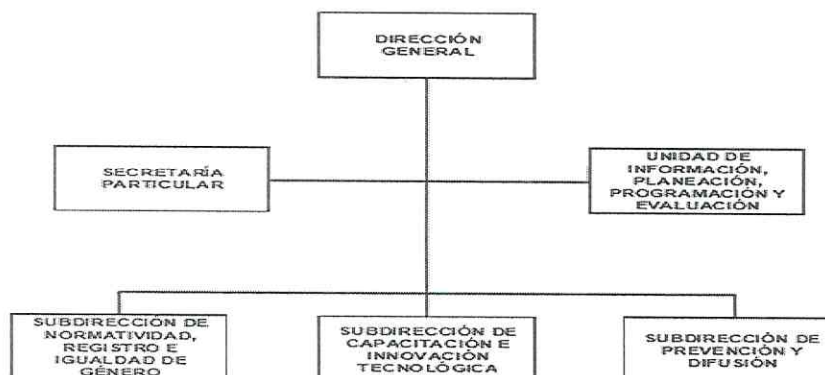 DIRECCIÓN
GENERAL
SECRETARÍA
PARTICULAR
UNIDAD DE
INFORMACIÓN,
PLANEACIÓN,
PROGRAMACIÓN Y
EVALUACIÓN
SUBDIRECCIÓN DE
NORMATIVIDAD,
REGISTRO E
IGUALDAD DE
GÉNERO
SUBDIRECCIÓN DE
CAPACITACIÓN E
INNOVACIÓN
TECNOLÓGICA
SUBDIRECCIÓN DE
PREVENCIÓN Y
DIFUSIÓN